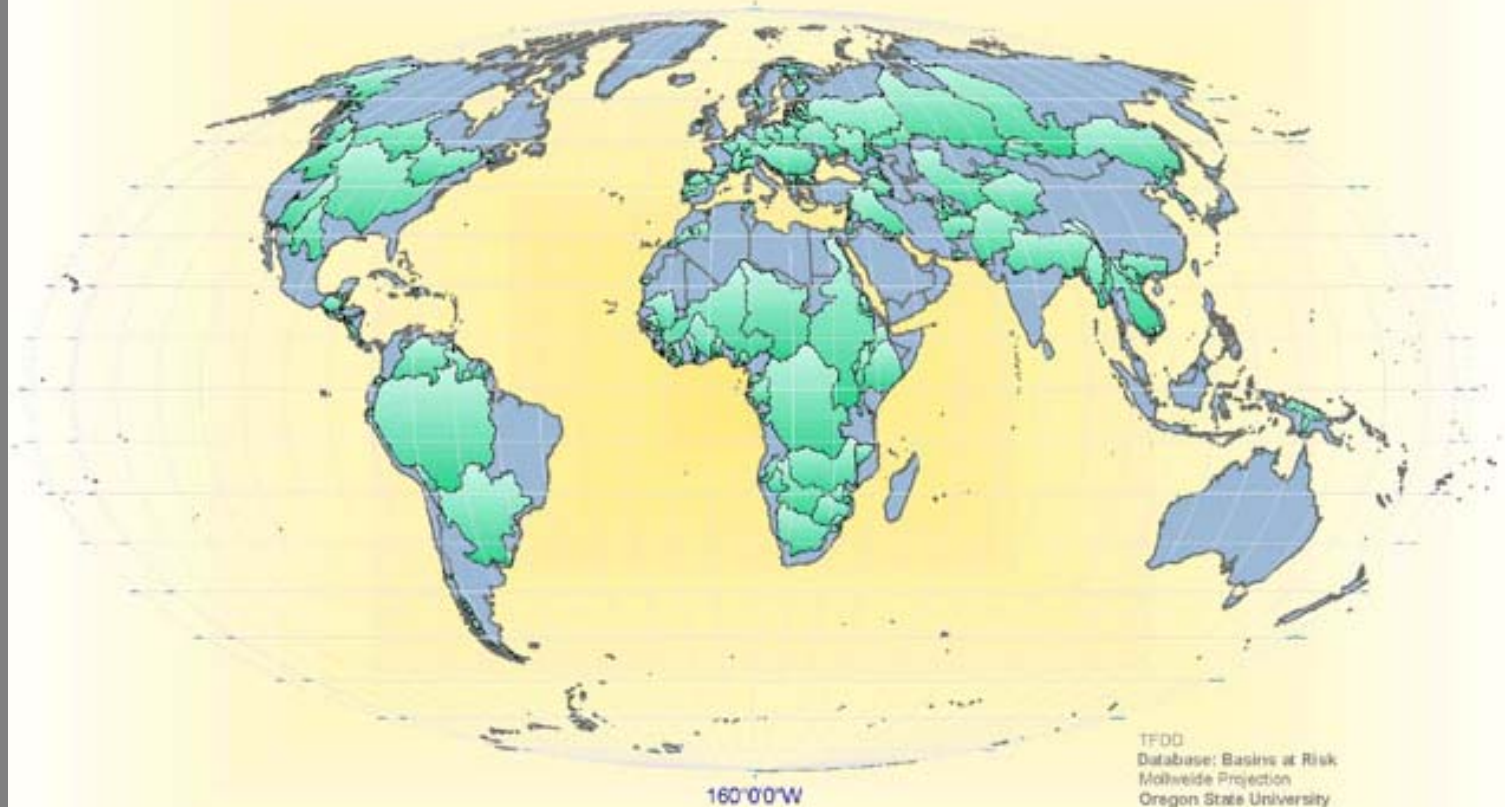 160°0'0"W
TFDD
Database: Basins at Risk
Mollweide Projection
Oregon State University